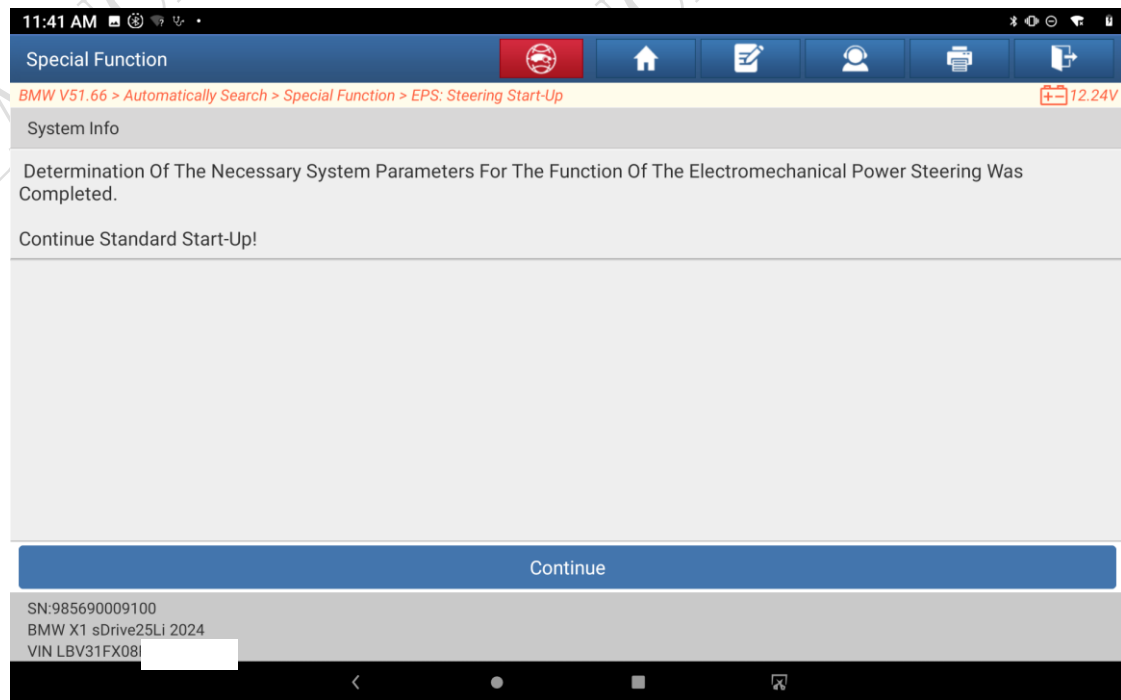 11:41 AM
Special Function
BMW V51.66 > Automatically Search > Special Function > EPS: Steering Start-Up
12.24V
System Info
Determination Of The Necessary System Parameters For The Function Of The Electromechanical Power Steering Was
Completed.
Continue Standard Start-Up!
Continue
SN:985690009100
BMW X1 sDrive25Li 2024
VIN LBV31FX08